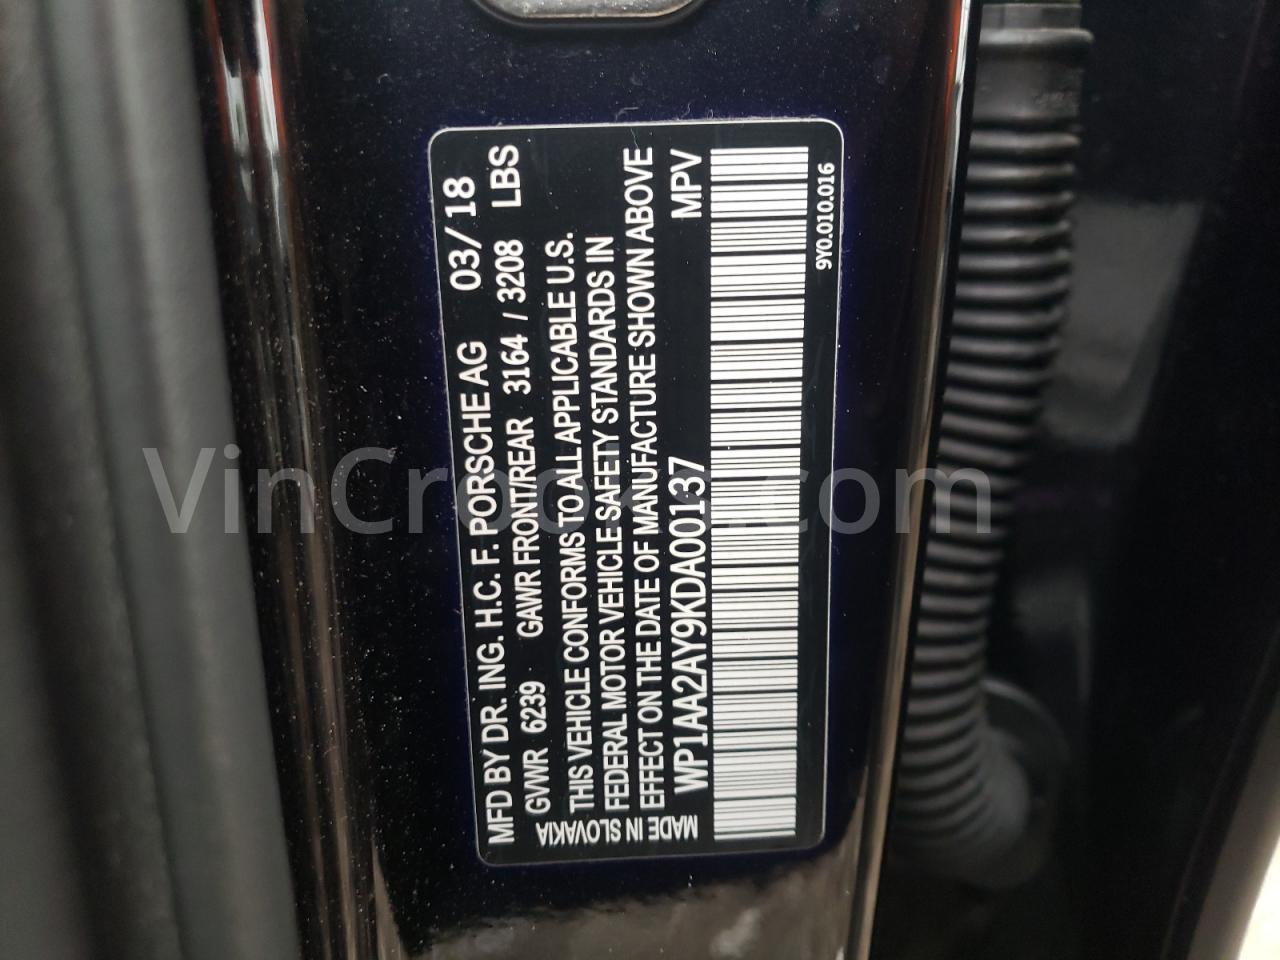 MFD BY DR. ING. H.C. F. PORSCHE AG 03/18
GVWR 6239 GAWR FRONT/REAR 3164 / 3208 LBS
THIS VEHICLE CONFORMS TO ALL APPLICABLE U.S.
FEDERAL MOTOR VEHICLE SAFETY STANDARDS IN
EFFECT ON THE DATE OF MANUFACTURE SHOWN ABOVE
WP1AA2AY9KDA00137 MPV
MADE IN SLOVAKIA
9Y0.010.016